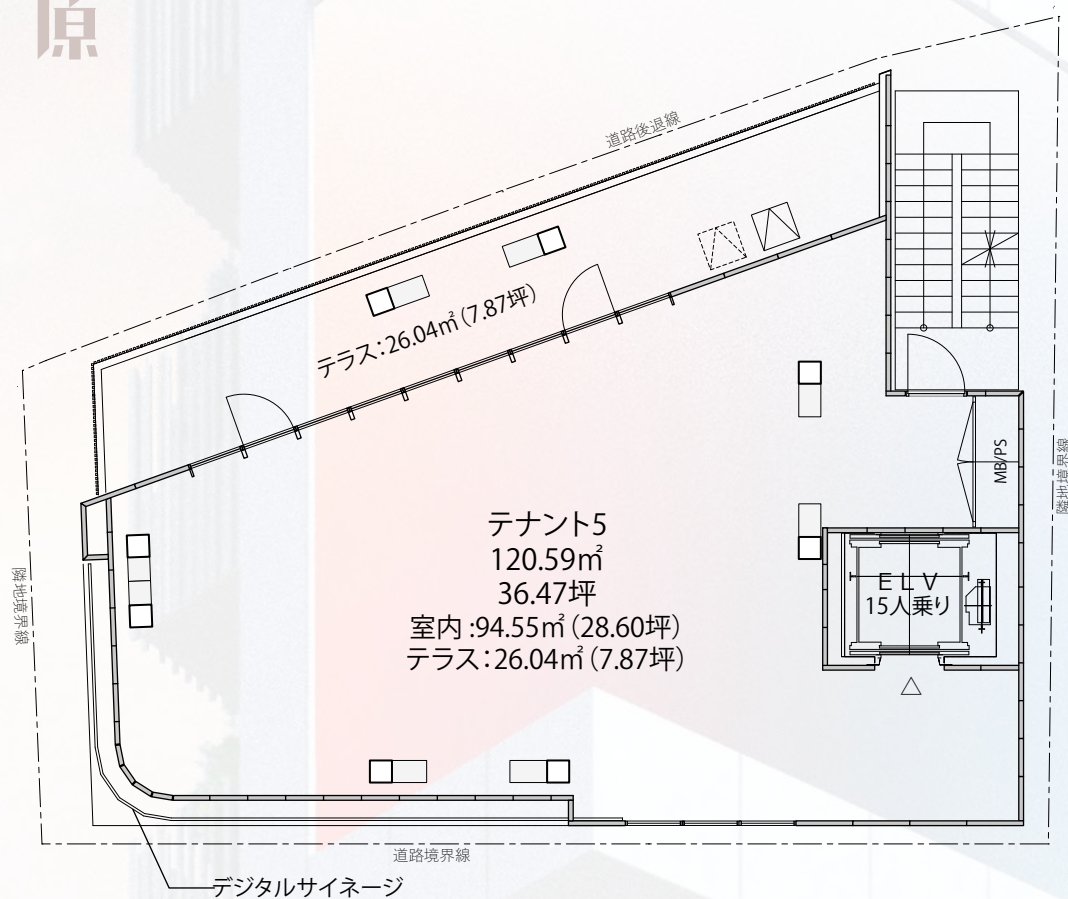 原
道路後退線
テラス：26.04㎡（7.87坪）
隣地境界線
MB/PS
テナント5
120.59㎡
36.47坪
室内 :94.55㎡（28.60坪）
テラス：26.04㎡（7.87坪）
ＥＬＶ
15人乗り
隣地境界線
道路境界線
デジタルサイネージ